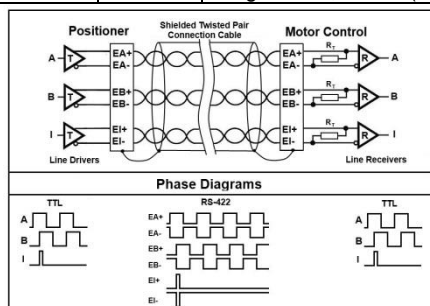 Positioner Shielded Twisted Pair Motor Control
Connection Cable
A T EA+ EA+ RT R A
EA- EA-
B T EB+ EB+ RT R B
EB- EB-
I T EI+ EI+ RT R I
EI- EI-
Line Drivers Line Receivers
Phase Diagrams
TTL RS-422 TTL
A EA+ A
EA-
B EB+ B
EB-
I EI+ I
EI-